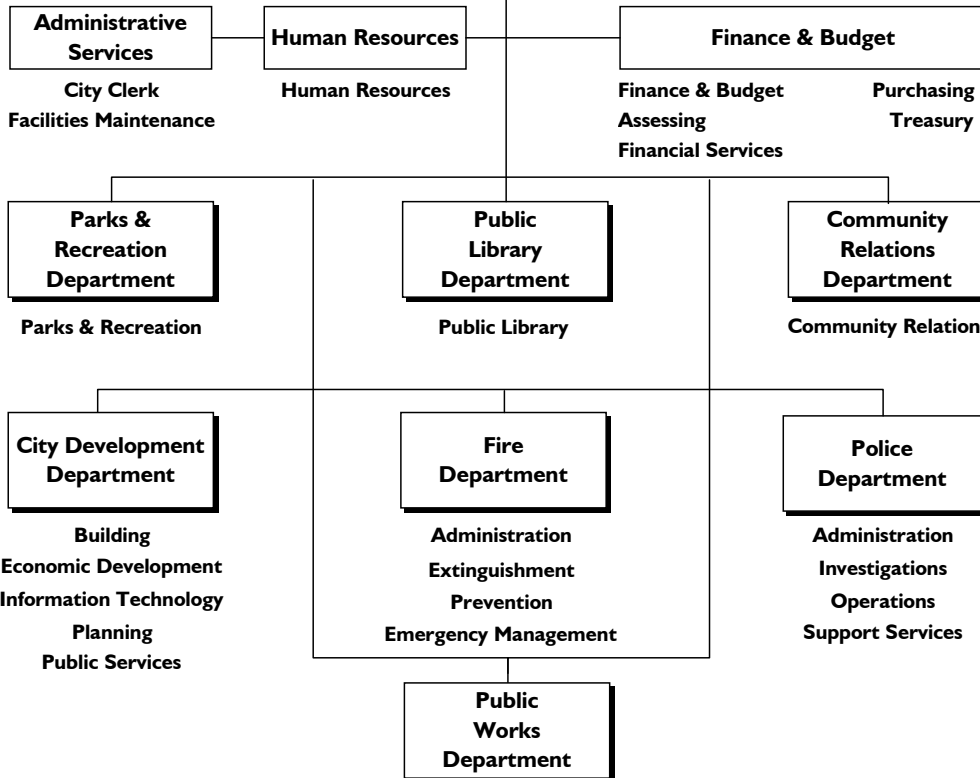 Administrative
Services
Human Resources
Finance & Budget
City Clerk
Facilities Maintenance
Human Resources
Finance & Budget
Assessing
Financial Services
Purchasing
Treasury
Parks &
Recreation
Department
Public
Library
Department
Community
Relations
Department
Parks & Recreation
Public Library
Community Relation
City Development
Department
Fire
Department
Police
Department
Building
Economic Development
Information Technology
Planning
Public Services
Administration
Extinguishment
Prevention
Emergency Management
Administration
Investigations
Operations
Support Services
Public
Works
Department